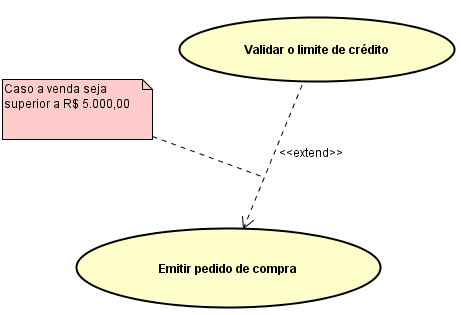 Validar o limite de crédito
Caso a venda seja
superior a R$ 5.000,00
<<extend>>
Emitir pedido de compra